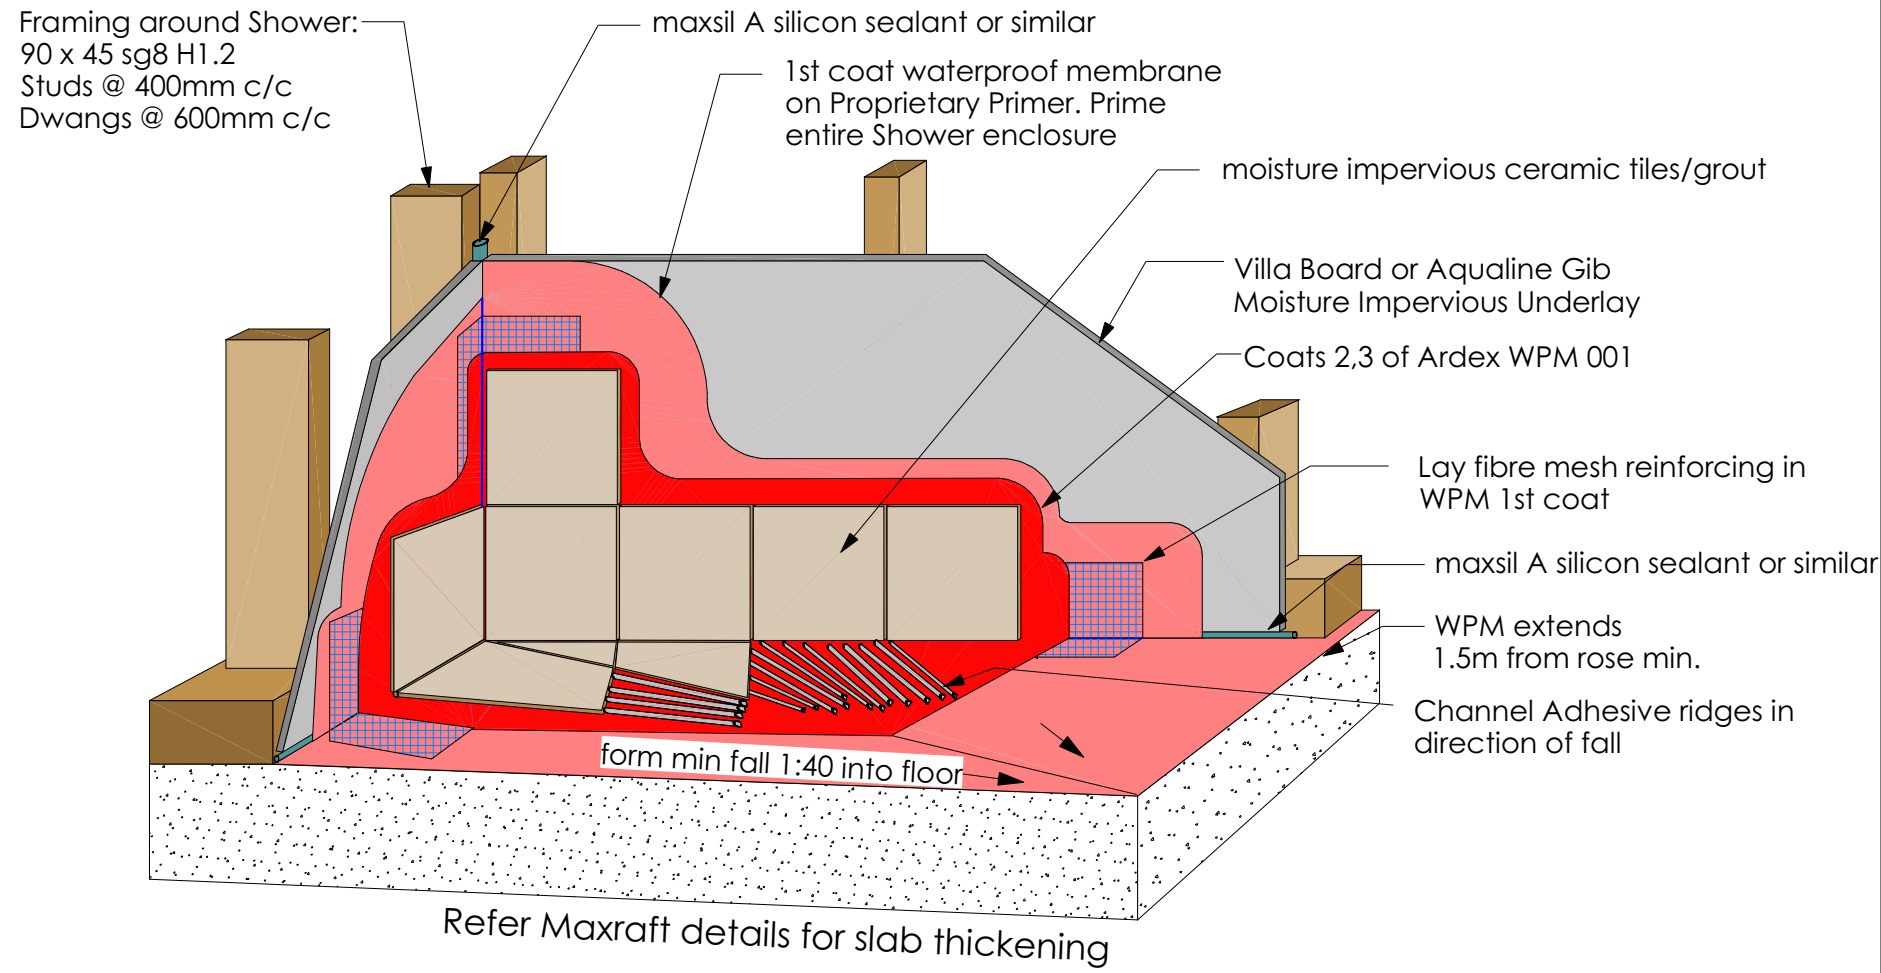 Framing around Shower:
90 x 45 sg8 H1.2
Studs @ 400mm c/c
Dwangs @ 600mm c/c
maxsil A silicon sealant or similar
1st coat waterproof membrane
on Proprietary Primer. Prime
entire Shower enclosure
moisture impervious ceramic tiles/grout
Villa Board or Aqualine Gib
Moisture Impervious Underlay
Coats 2,3 of Ardex WPM 001
Lay fibre mesh reinforcing in
WPM 1st coat
maxsil A silicon sealant or similar
WPM extends
1.5m from rose min.
Channel Adhesive ridges in
direction of fall
form min fall 1:40 into floor
Refer Maxraft details for slab thickening